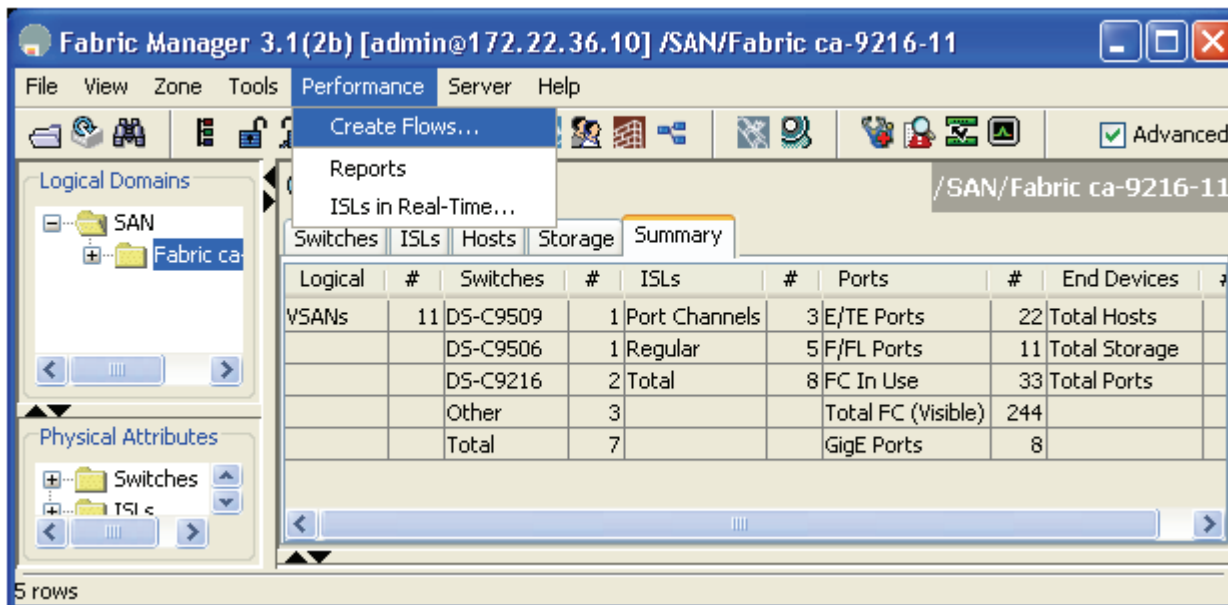 Fabric Manager 3.1(2b) [admin@172.22.36.10] /SAN/Fabric ca-9216-11
File View Zone Tools Performance Server Help
Create Flows...
Advanced
Reports
ISLs in Real-Time...
Logical Domains
/SAN/Fabric ca-9216-11
SAN
Fabric ca-
Switches ISLs Hosts Storage Summary
Logical # Switches # ISLs # Ports # End Devices #
VSANs 11 DS-C9509 1 Port Channels 3 E/TE Ports 22 Total Hosts
DS-C9506 1 Regular 5 F/FL Ports 11 Total Storage
DS-C9216 2 Total 8 FC In Use 33 Total Ports
Other 3 Total FC (Visible) 244
Total 7 GigE Ports 8
Physical Attributes
Switches
ISLs
5 rows